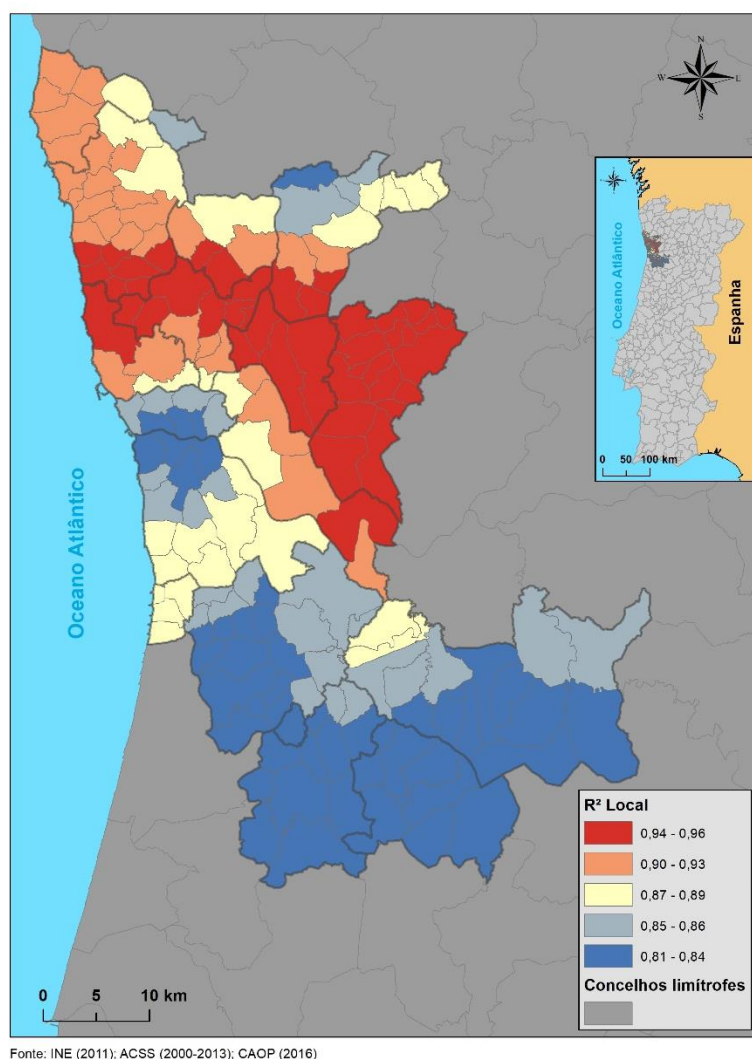 N
W
E
S
Oceano Atlântico
Oceano Atlântico
Espanha
0 50 100 km
R² Local
0,94 - 0,96
0,90 - 0,93
0,87 - 0,89
0,85 - 0,86
0,81 - 0,84
Concelhos limítrofes
0 5 10 km
Fonte: INE (2011); ACSS (2000-2013); CAOP (2016)